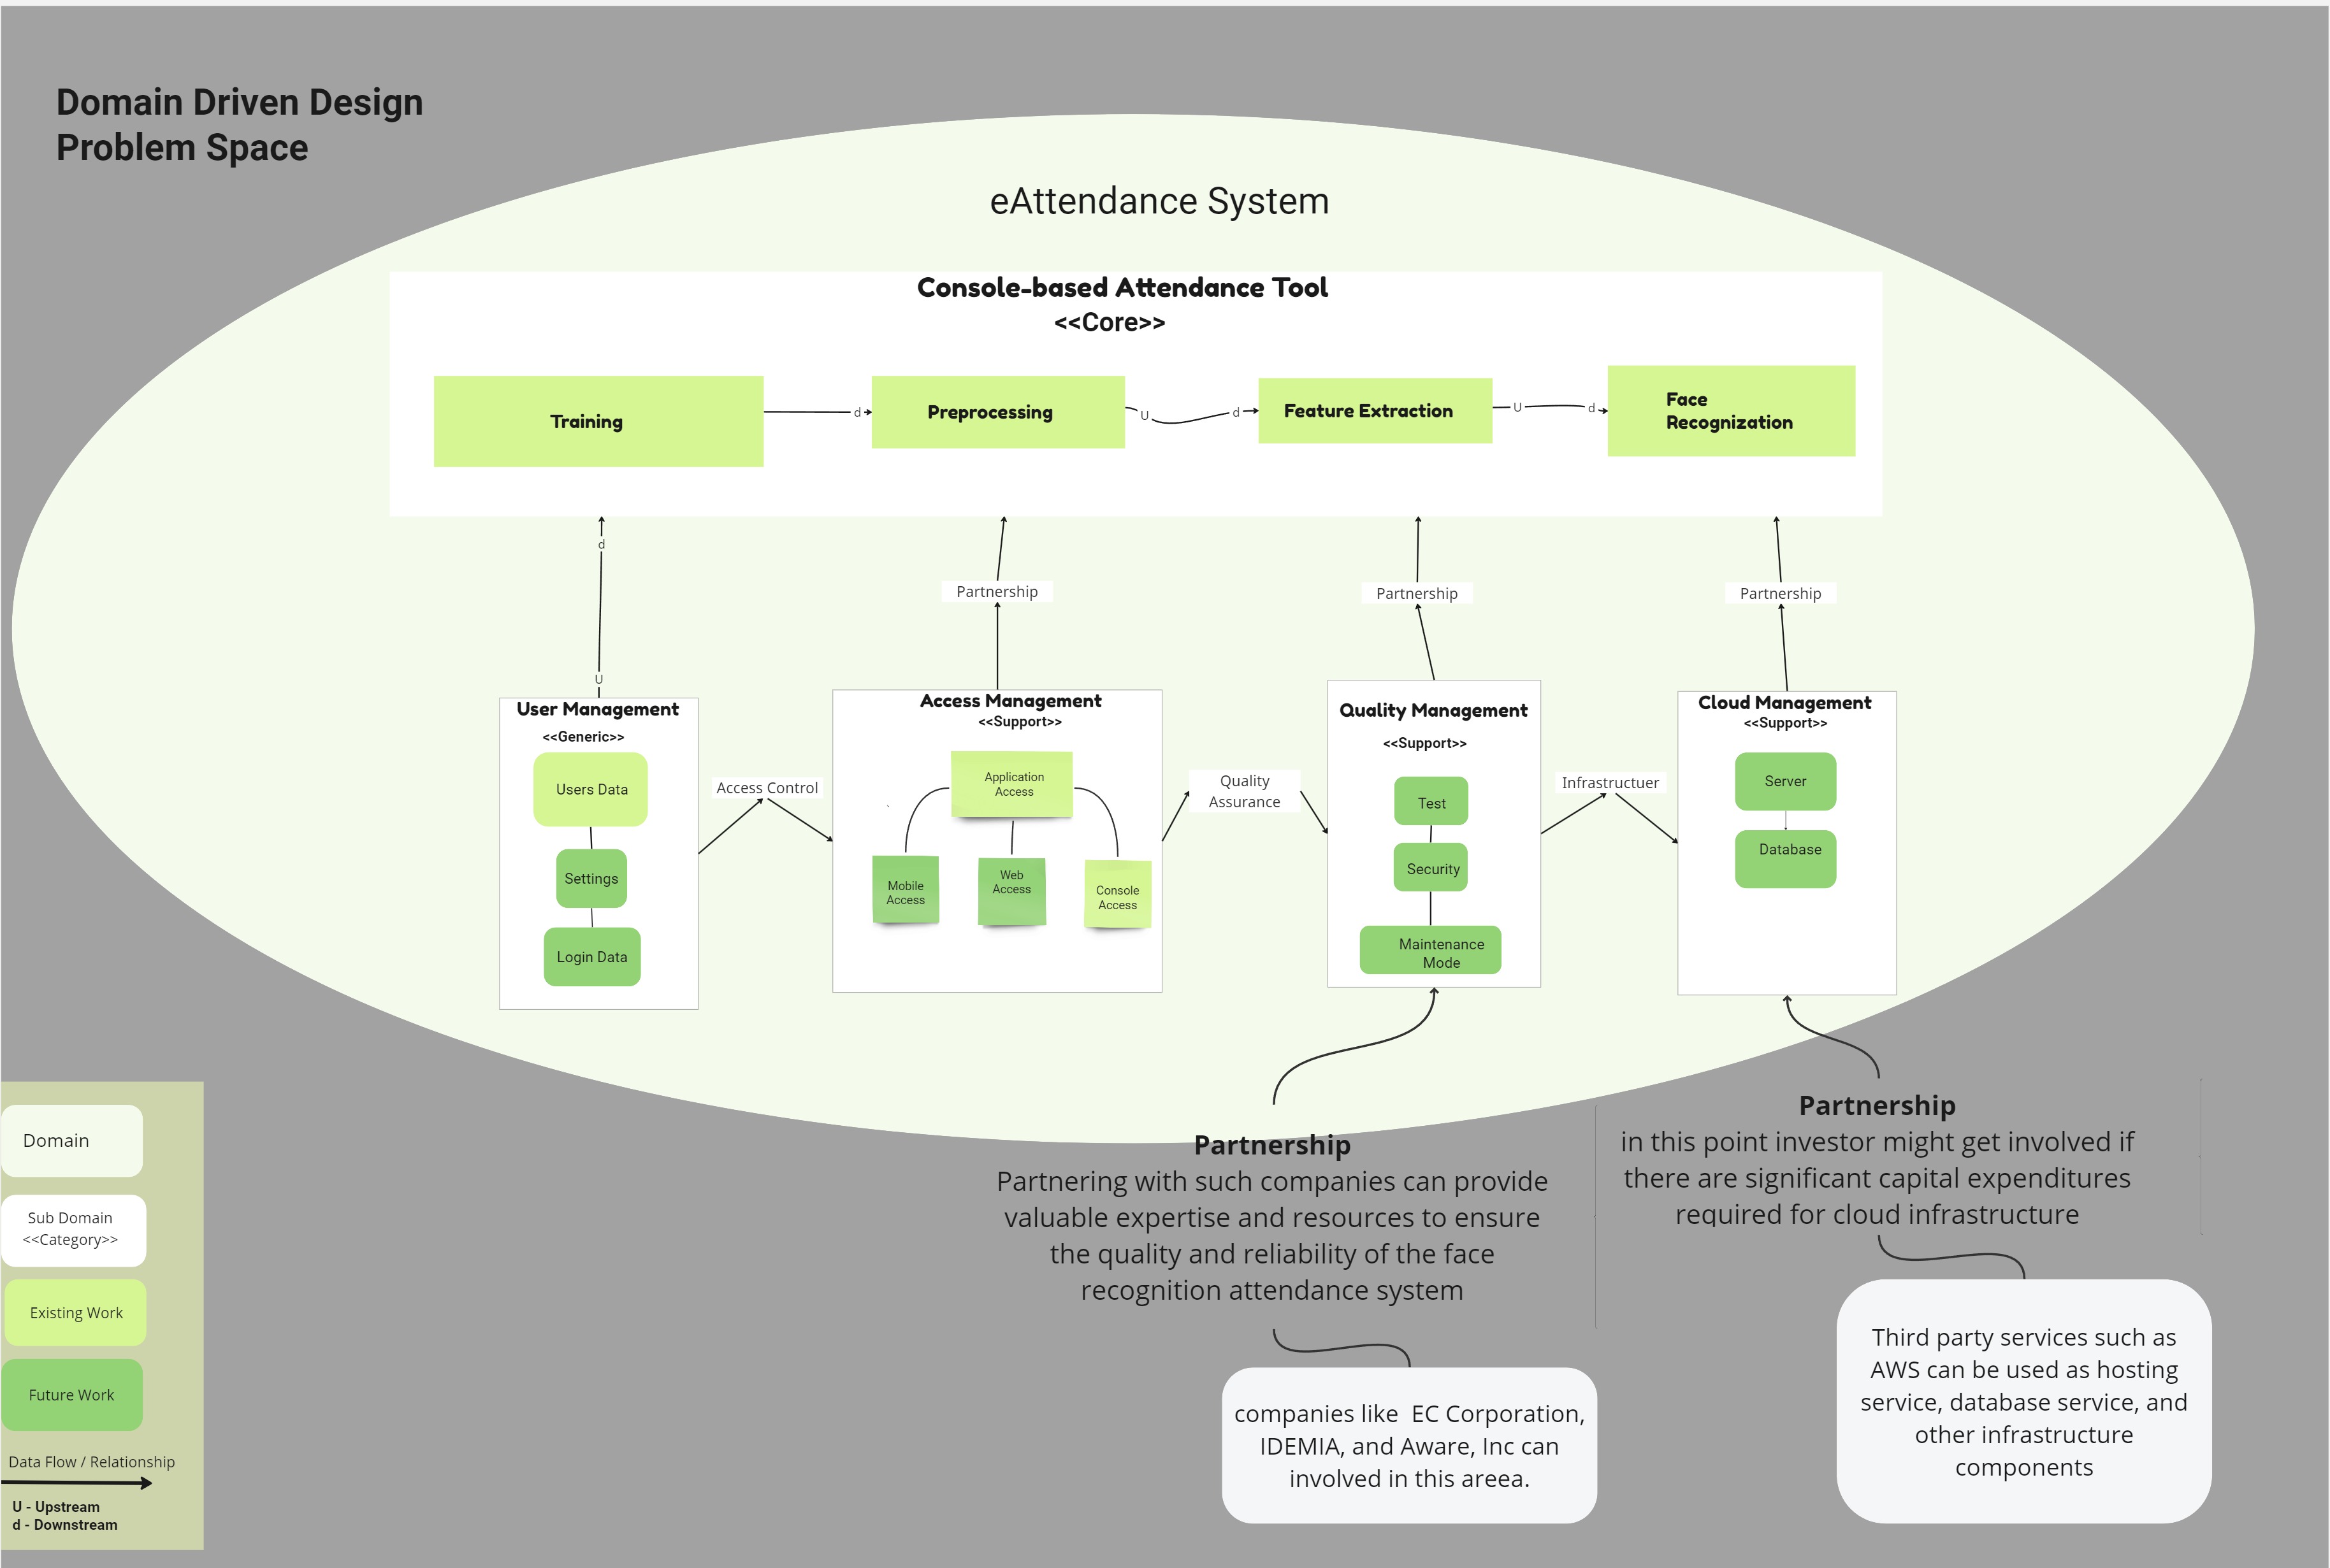 Domain Driven Design
Problem Space
eAttendance System
Console-based Attendance Tool
<<Core>>
Training
d
Preprocessing
U
d
Feature Extraction
U
d
Face
Recognization
d
U
Partnership
Partnership
Partnership
User Management
<<Generic>>
Users Data
Settings
Login Data
Access Control
Access Management
<<Support>>
Application
Access
Mobile
Access
Web
Access
Console
Access
Quality
Assurance
Quality Management
<<Support>>
Test
Security
Maintenance
Mode
Infrastructuer
Cloud Management
<<Support>>
Server
Database
Partnership
Partnering with such companies can provide
valuable expertise and resources to ensure
the quality and reliability of the face
recognition attendance system
companies like  EC Corporation,
IDEMIA, and Aware, Inc can
involved in this areea.
Partnership
in this point investor might get involved if
there are significant capital expenditures
required for cloud infrastructure
Third party services such as
AWS can be used as hosting
service, database service, and
other infrastructure
components
Domain
Sub Domain
<<Category>>
Existing Work
Future Work
Data Flow / Relationship
U - Upstream
d - Downstream